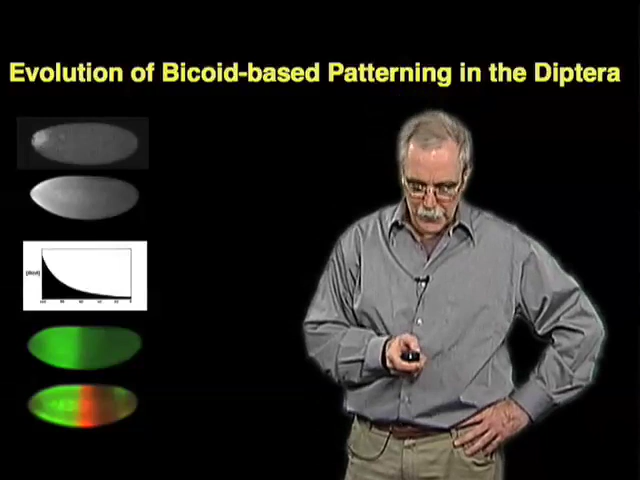 Evolution of Bicoid-based Patterning in the Diptera